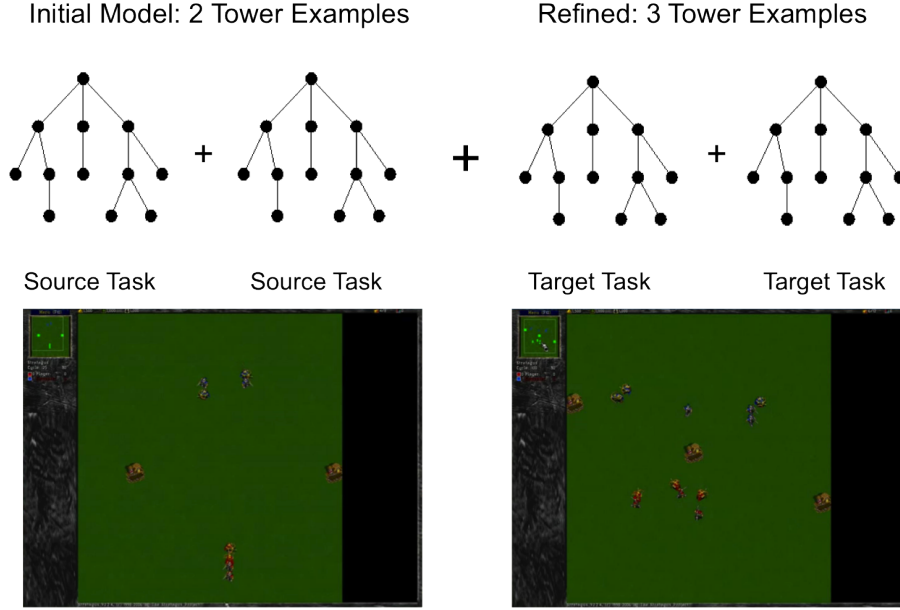 Initial Model: 2 Tower Examples
Refined: 3 Tower Examples
+
+
+
Source Task
Source Task
Target Task
Target Task